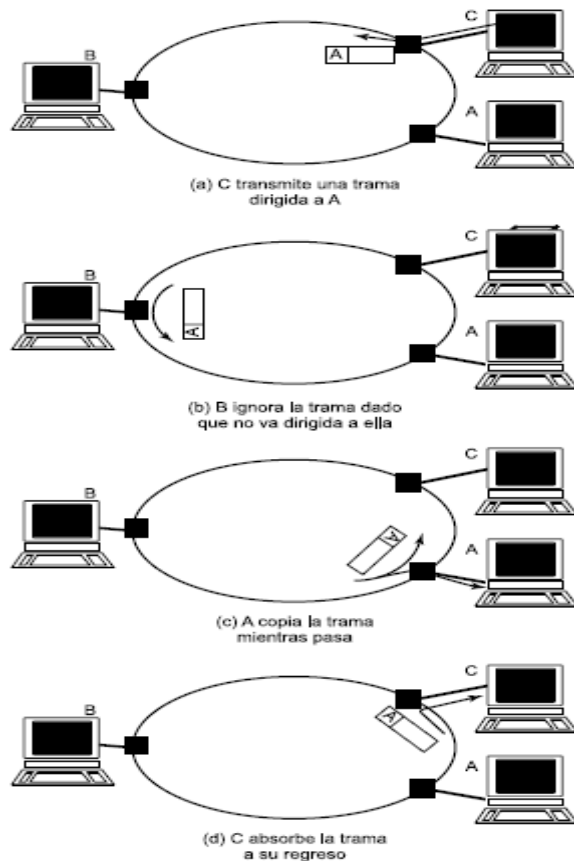 C
B
A
A
(a) C transmite una trama
dirigida a A
C
B
A
A
(b) B ignora la trama dado
que no va dirigida a ella
C
B
A
A
(c) A copia la trama
mientras pasa
C
B
A
A
(d) C absorbe la trama
a su regreso